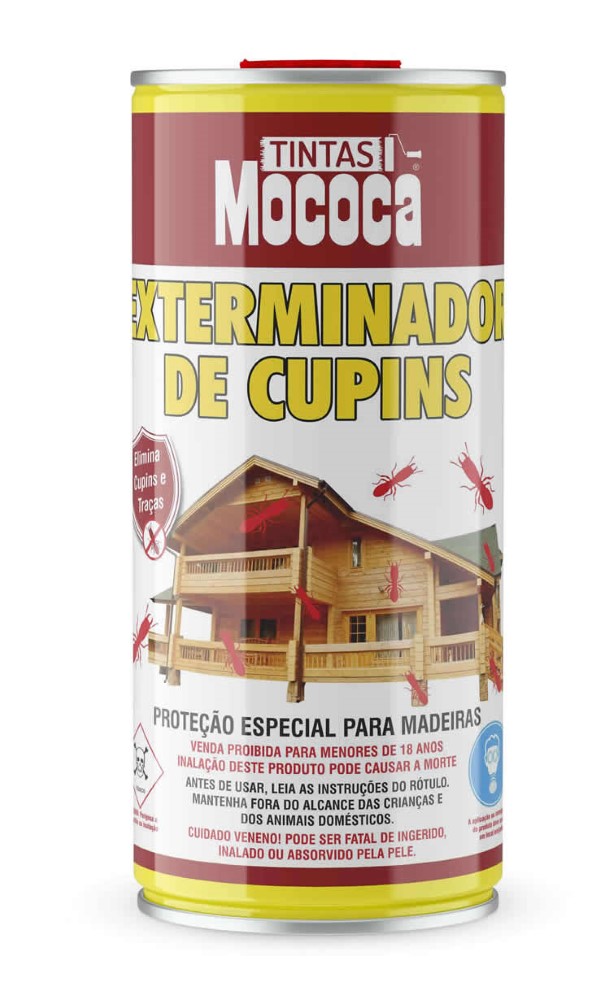 TINTAS
MOCOCA
®
EXTERMINADOR
DE CUPINS
Elimina
Cupins e
Traças
PROTEÇÃO ESPECIAL PARA MADEIRAS
VENDA PROIBIDA PARA MENORES DE 18 ANOS
INALAÇÃO DESTE PRODUTO PODE CAUSAR A MORTE
ANTES DE USAR, LEIA AS INSTRUÇÕES DO RÓTULO.
MANTENHA FORA DO ALCANCE DAS CRIANÇAS E
DOS ANIMAIS DOMÉSTICOS.
CUIDADO VENENO! PODE SER FATAL DE INGERIDO,
INALADO OU ABSORVIDO PELA PELE.